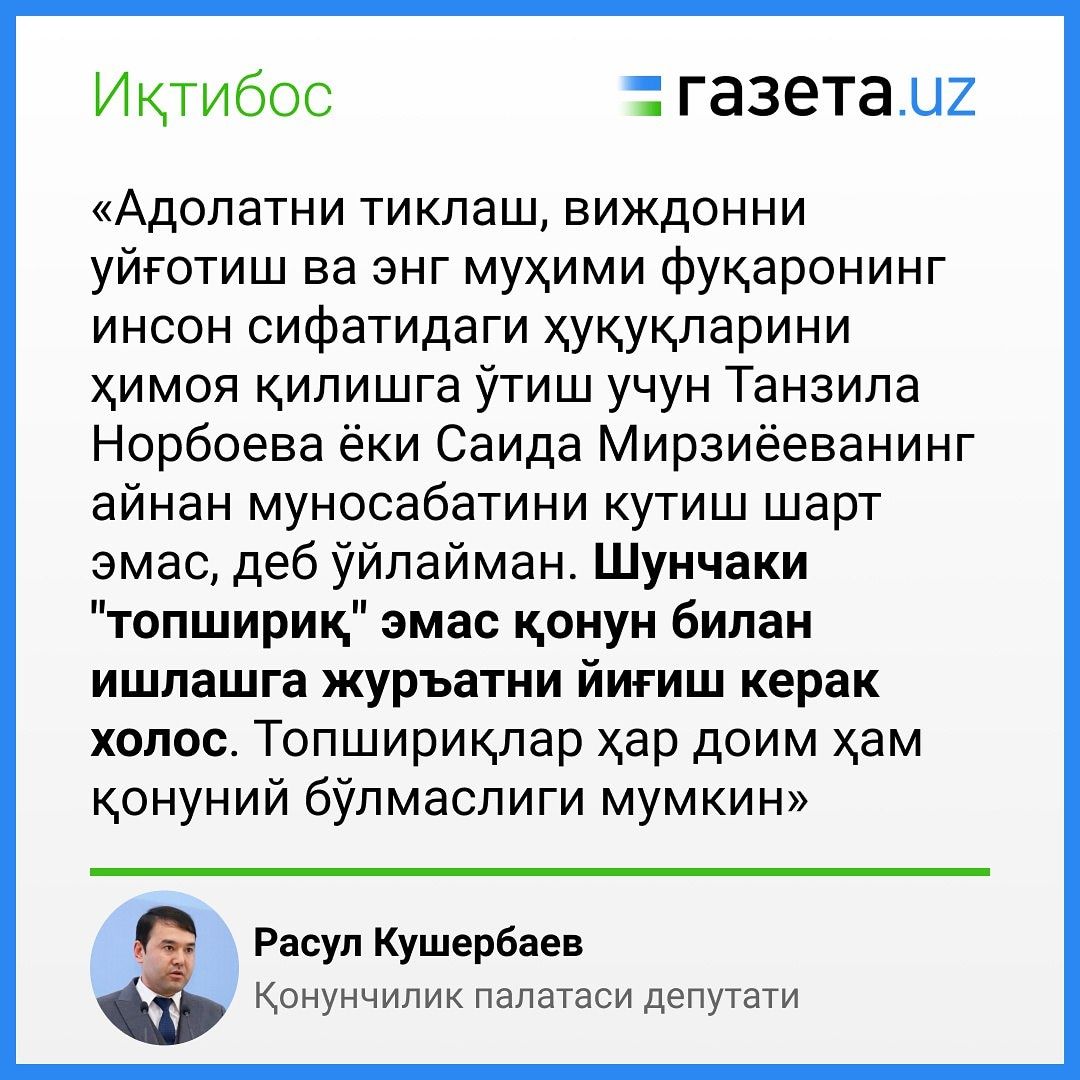 Иқтибос
газета.uz
«Адолатни тиклаш, виждонни
уйғотиш ва энг муҳими фуқаронинг
инсон сифатидаги ҳуқуқларини
ҳимоя қилишга ўтиш учун Танзила
Норбоева ёки Саида Мирзиёеванинг
айнан муносабатини кутиш шарт
эмас, деб ўйлайман. Шунчаки
"топшириқ" эмас қонун билан
ишлашга журъатни йиғиш керак
холос. Топшириқлар ҳар доим ҳам
қонуний бўлмаслиги мумкин»
Расул Кушербаев
Қонунчилик палатаси депутати